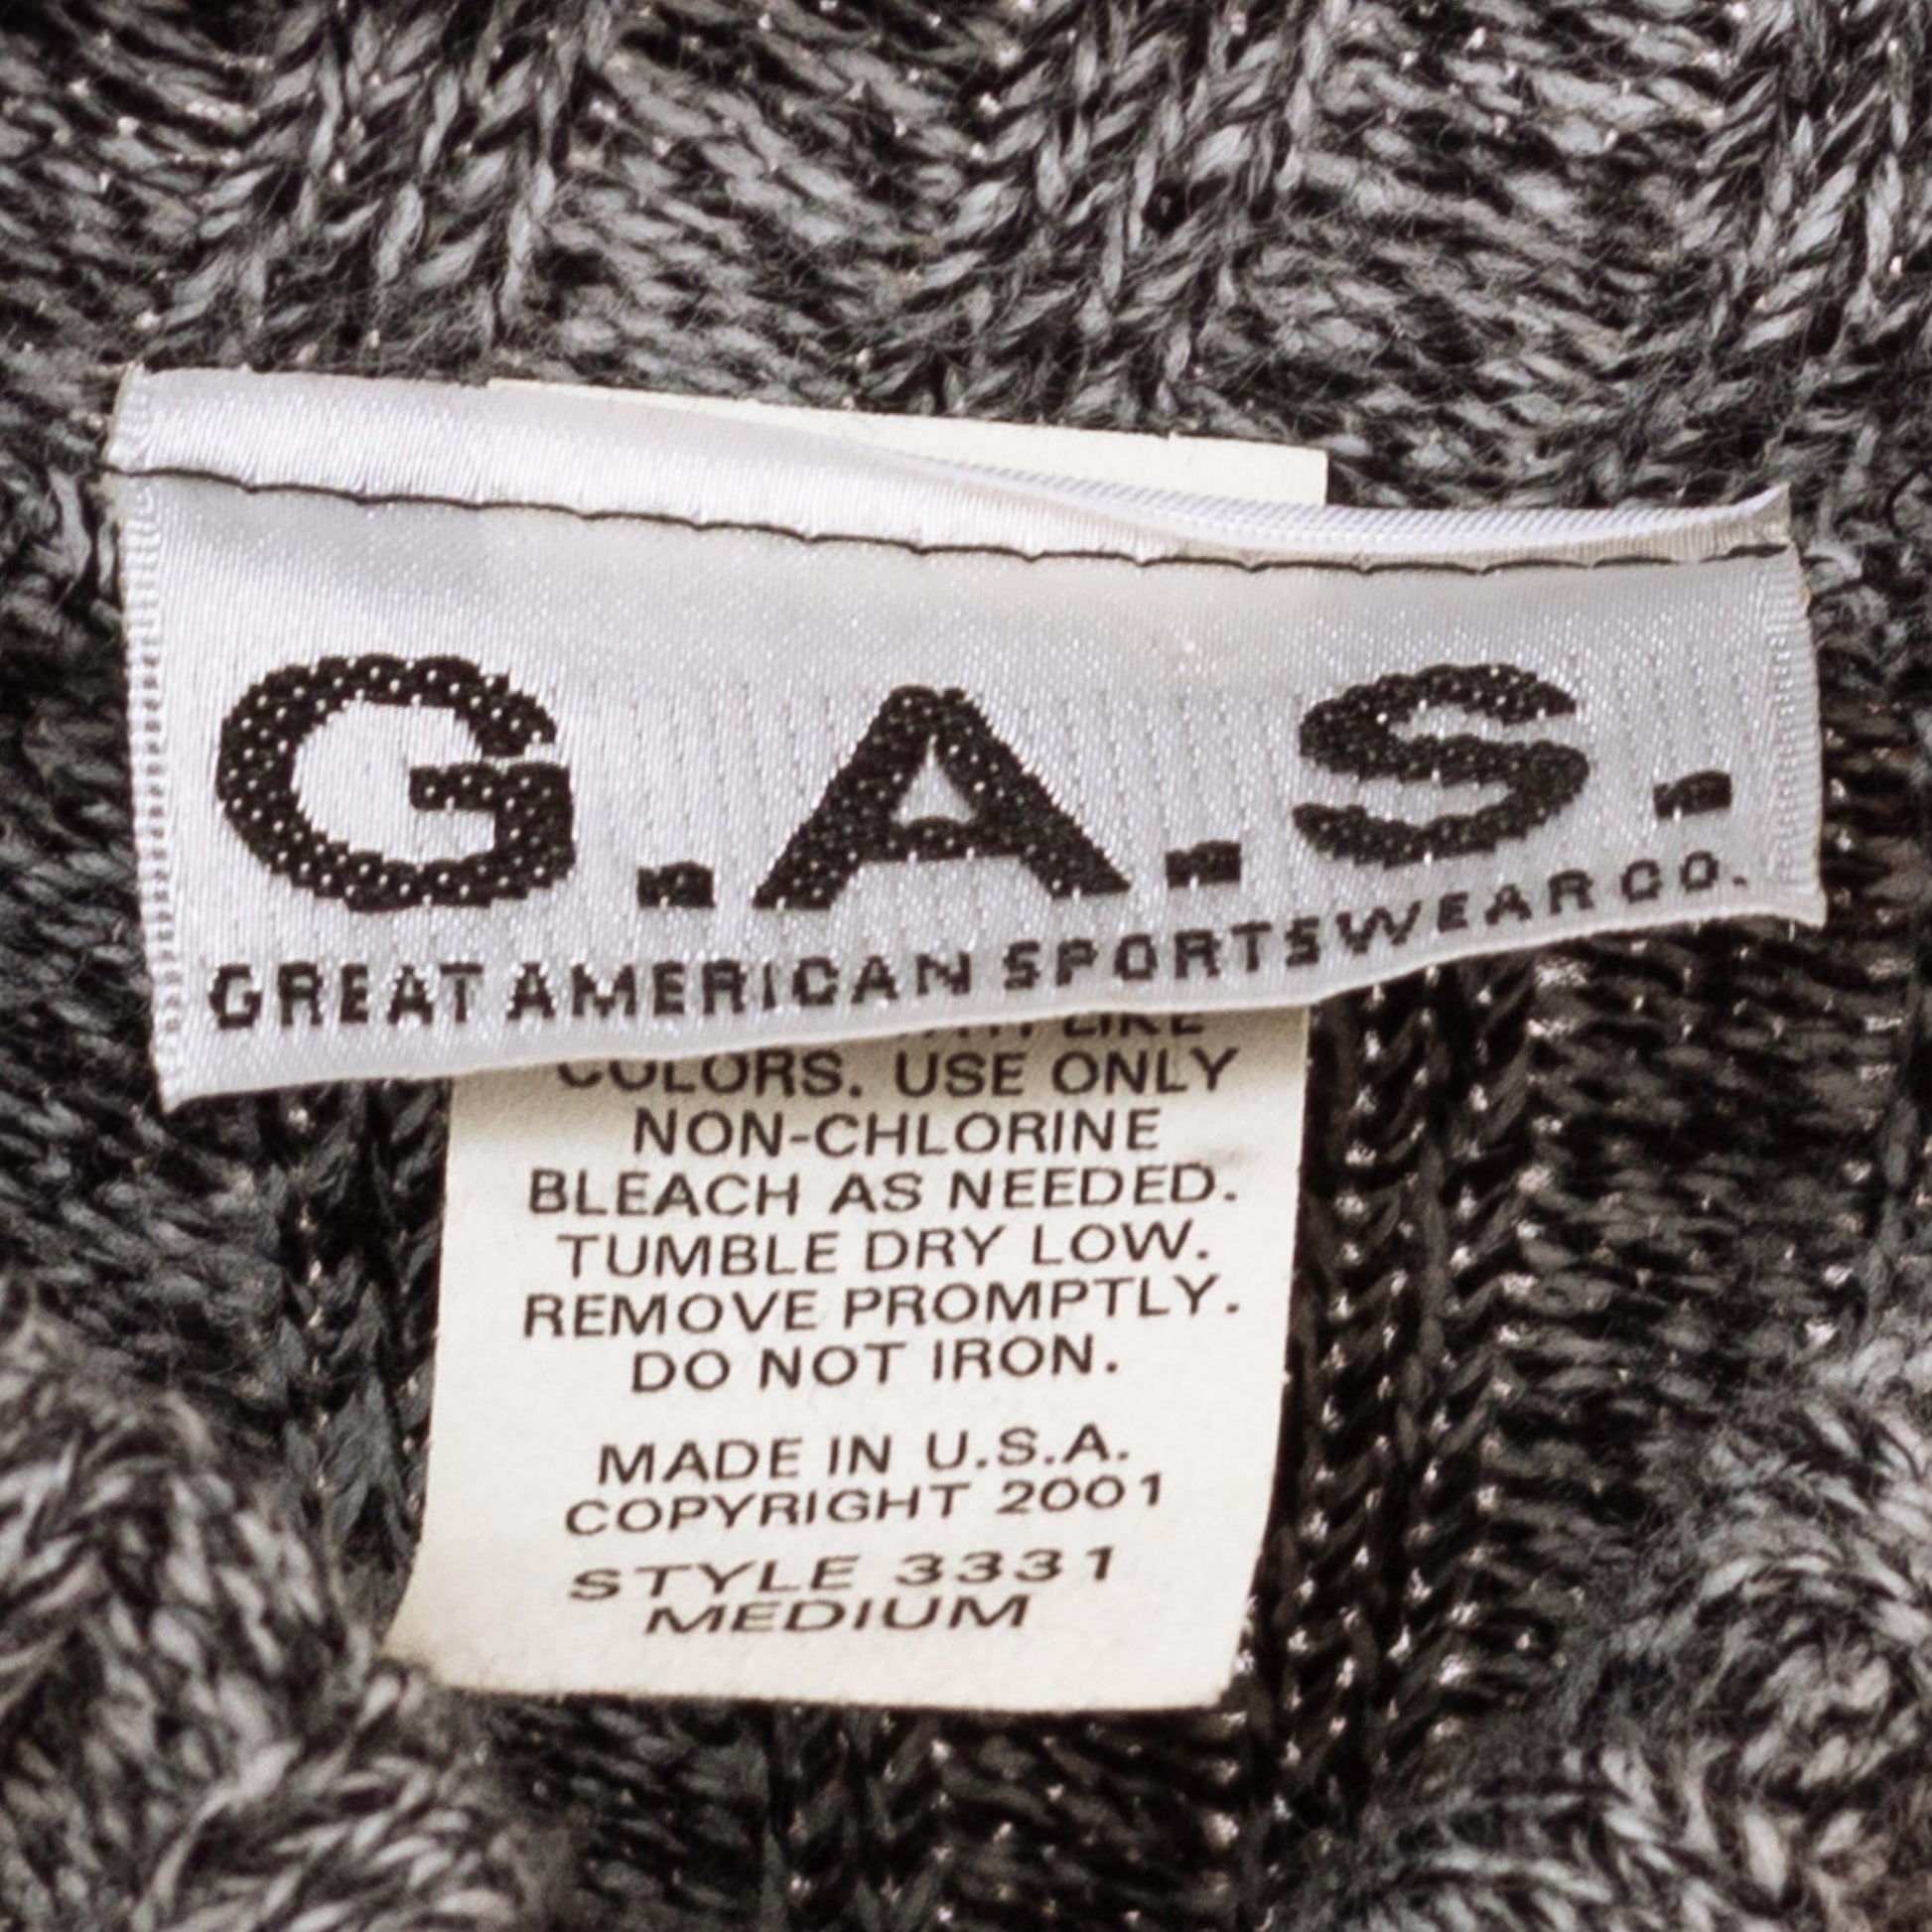 G.A.S.
GREAT AMERICAN SPORTSWEAR CO.
LIKE
COLORS. USE ONLY
NON-CHLORINE
BLEACH AS NEEDED.
TUMBLE DRY LOW.
REMOVE PROMPTLY.
DO NOT IRON.
MADE IN U.S.A.
COPYRIGHT 2001
STYLE 3331
MEDIUM